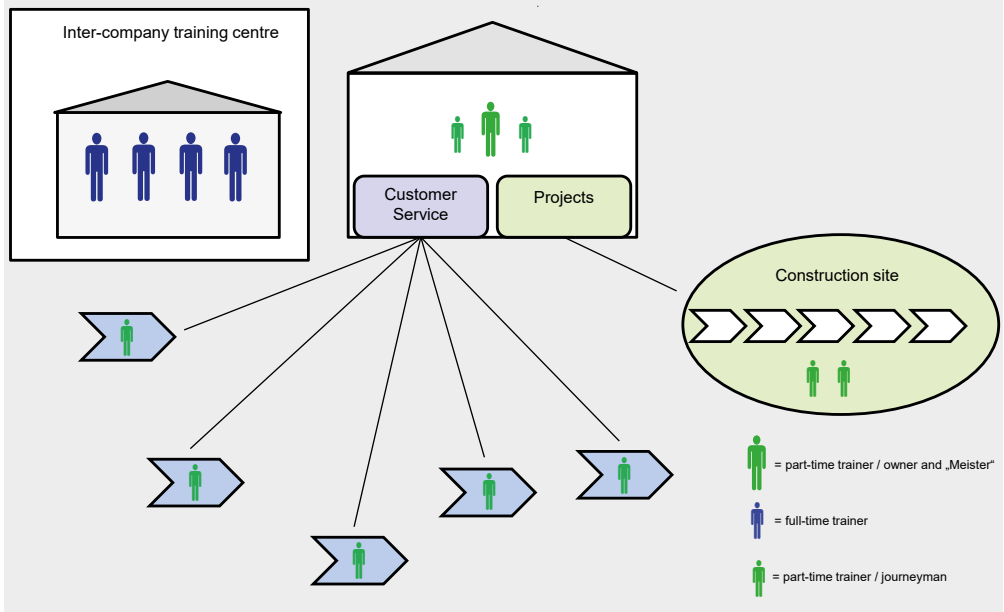 Inter-company training centre
Customer
Service
Projects
Construction site
= part-time trainer / owner and „Meister“
= full-time trainer
= part-time trainer / journeyman